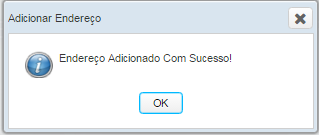 Adicionar Endereço
Endereço Adicionado Com Sucesso!
OK